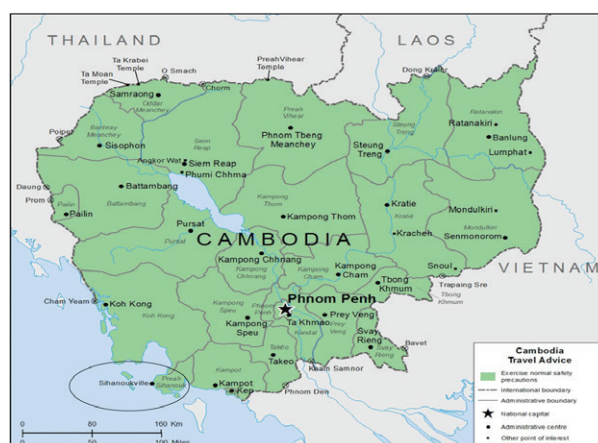 THAILAND
LAOS
Ta Krabei
Temple
Ta Moan
Temple
O Smach
Chorm
PreahVihear
Temple
Dong Kralor
Samraong
Oddar
Meanchey
Preah
Vihear
Steung
Treng
Ratanakiri
Ratanakiri
Banlung
Lumphat
Poipet
Banteay
Meanchey
Sisophon
Siem
Reap
Phnom Tbeng
Meanchey
Steung
Treng
Angkor Wat
Siem Reap
Phumi Chhma
Daung
Prom
Battambang
Battambang
Pailin
Pailin
Kampong
Thom
Kampong Thom
Kratie
Kratié
Kracheh
Mondulkiri
Mondulkiri
Senmonorom
Pursat
Pursat
CAMBODIA
Kampong Chhnang
Kampong
Chhnang
Kampong
Cham
Kampong
Cham
Snoul
VIETNAM
Tbong
Khmum
Trapaing Sre
Tbong
Khmum
Cham Yeam
Koh Kong
Koh Kong
Phnom Penh
Phnom
Penh
Kampong
Speu
Kampong
Speu
Ta Khmao
Kandal
Prey Veng
Prey
Veng
Svay
Rieng
Svay
Rieng
Bavet
Takéo
Takeo
Kaam Samnor
Sihanoukville
Preah
Sihanouk
Kampot
Kampot
Kep
Phnom Den
0 80 160 Km
0 50 100 Miles
Cambodia
Travel Advice
Exercise normal safety
precautions
International boundary
Administrative boundary
National capital
Administrative centre
Other point of interest